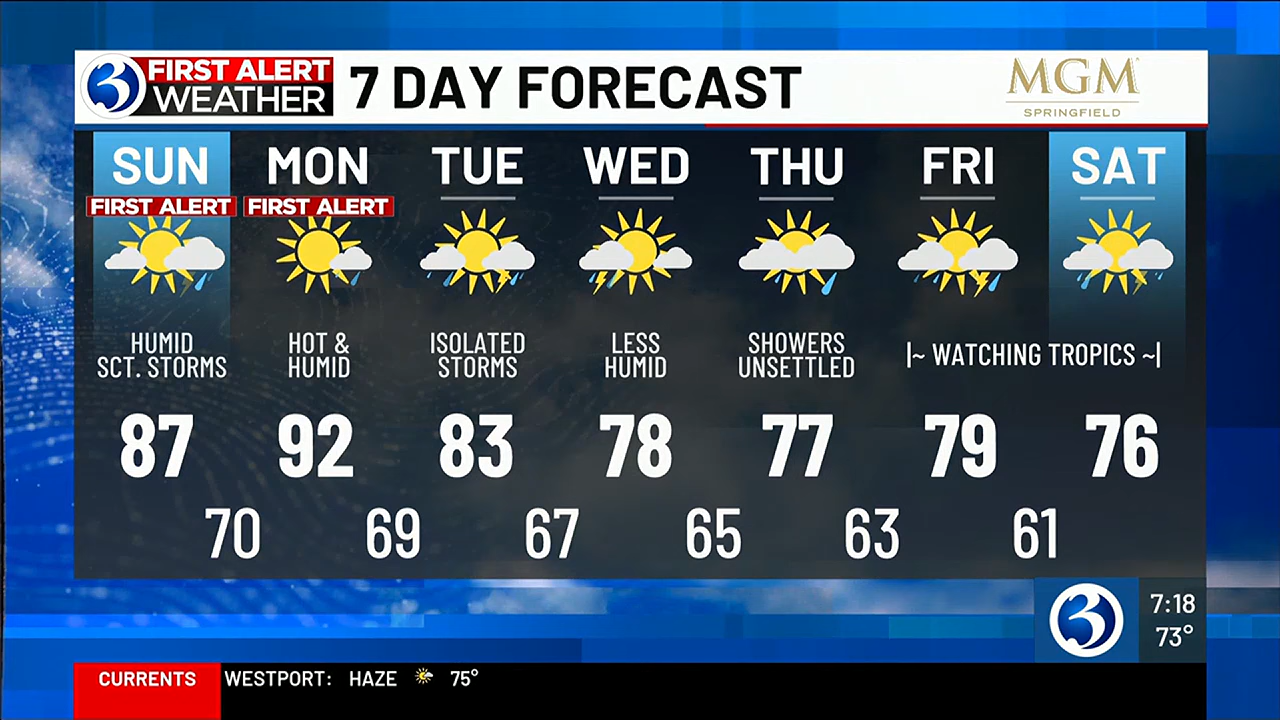 3 FIRST ALERT WEATHER
7 DAY FORECAST
MGM
SPRINGFIELD
SUN MON TUE WED THU FRI SAT
FIRST ALERT FIRST ALERT
HUMID SCT. STORMS
HOT & HUMID
ISOLATED STORMS
LESS HUMID
SHOWERS UNSETTLED
|~ WATCHING TROPICS ~|
87 92 83 78 77 79 76
70 69 67 65 63 61
3
7:18
73°
CURRENTS WESTPORT: HAZE 75°